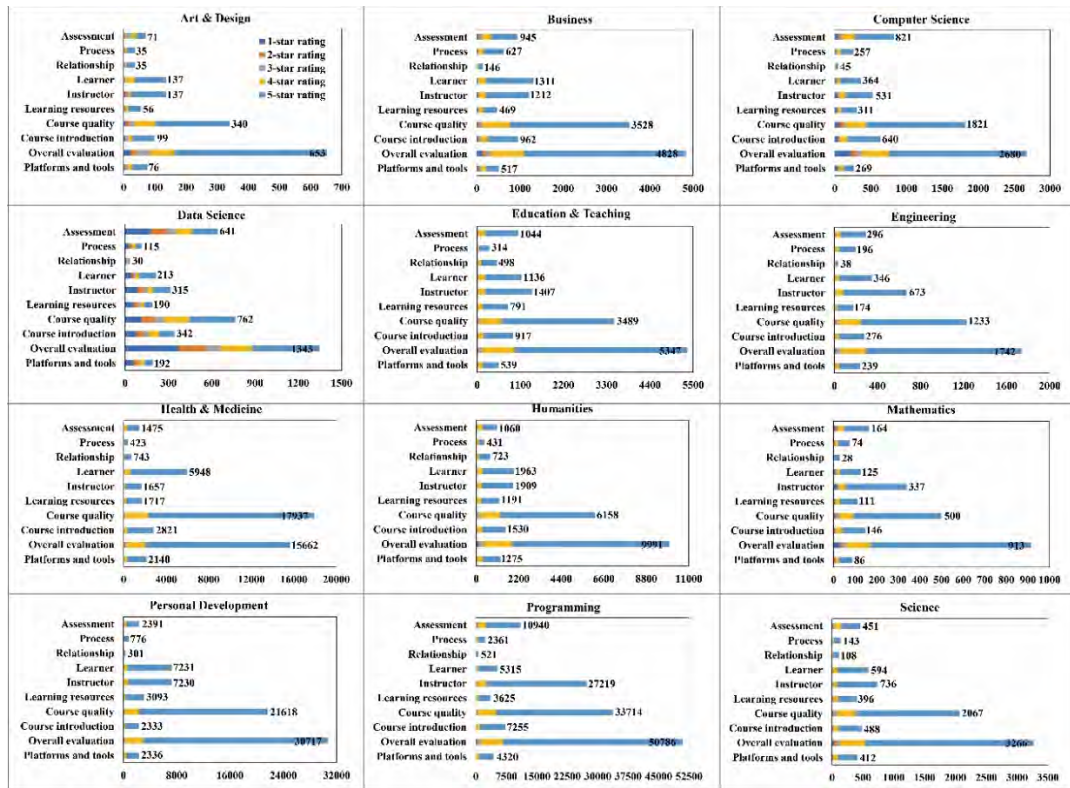 Art & Design
Assessment 71
Process 35
Relationship 35
Learner 137
Instructor 137
Learning resources 56
Course quality 340
Course introduction 99
Overall evaluation 653
Platforms and tools 76
0 100 200 300 400 500 600 700
1-star rating
2-star rating
3-star rating
4-star rating
5-star rating
Business
Assessment 945
Process 627
Relationship 146
Learner 1311
Instructor 1212
Learning resources 469
Course quality 3528
Course introduction 962
Overall evaluation 4828
Platforms and tools 517
0 1000 2000 3000 4000 5000
Computer Science
Assessment 821
Process 257
Relationship 45
Learner 364
Instructor 531
Learning resources 311
Course quality 1821
Course introduction 640
Overall evaluation 2680
Platforms and tools 269
0 500 1000 1500 2000 2500 3000
Data Science
Assessment 641
Process 115
Relationship 30
Learner 213
Instructor 315
Learning resources 190
Course quality 762
Course introduction 342
Overall evaluation 1343
Platforms and tools 192
0 300 600 900 1200 1500
Education & Teaching
Assessment 1044
Process 314
Relationship 498
Learner 1136
Instructor 1407
Learning resources 791
Course quality 3489
Course introduction 917
Overall evaluation 5347
Platforms and tools 539
0 1100 2200 3300 4400 5500
Engineering
Assessment 296
Process 196
Relationship 38
Learner 346
Instructor 673
Learning resources 174
Course quality 1233
Course introduction 276
Overall evaluation 1742
Platforms and tools 239
0 400 800 1200 1600 2000
Health & Medicine
Assessment 1475
Process 423
Relationship 743
Learner 5948
Instructor 1657
Learning resources 1717
Course quality 17937
Course introduction 2821
Overall evaluation 15662
Platforms and tools 2140
0 4000 8000 12000 16000 20000
Humanities
Assessment 1060
Process 431
Relationship 723
Learner 1963
Instructor 1909
Learning resources 1191
Course quality 6158
Course introduction 1530
Overall evaluation 9991
Platforms and tools 1275
0 2200 4400 6600 8800 11000
Mathematics
Assessment 164
Process 74
Relationship 28
Learner 125
Instructor 337
Learning resources 111
Course quality 500
Course introduction 146
Overall evaluation 913
Platforms and tools 86
0 100 200 300 400 500 600 700 800 900 1000
Personal Development
Assessment 2391
Process 776
Relationship 301
Learner 7231
Instructor 7230
Learning resources 3093
Course quality 21618
Course introduction 2333
Overall evaluation 30717
Platforms and tools 2336
0 8000 16000 24000 32000
Programming
Assessment 10940
Process 2361
Relationship 521
Learner 5315
Instructor 27219
Learning resources 3625
Course quality 33714
Course introduction 7255
Overall evaluation 50786
Platforms and tools 4320
0 7500 15000 22500 30000 37500 45000 52500
Science
Assessment 451
Process 143
Relationship 108
Learner 594
Instructor 736
Learning resources 396
Course quality 2067
Course introduction 488
Overall evaluation 3266
Platforms and tools 412
0 500 1000 1500 2000 2500 3000 3500